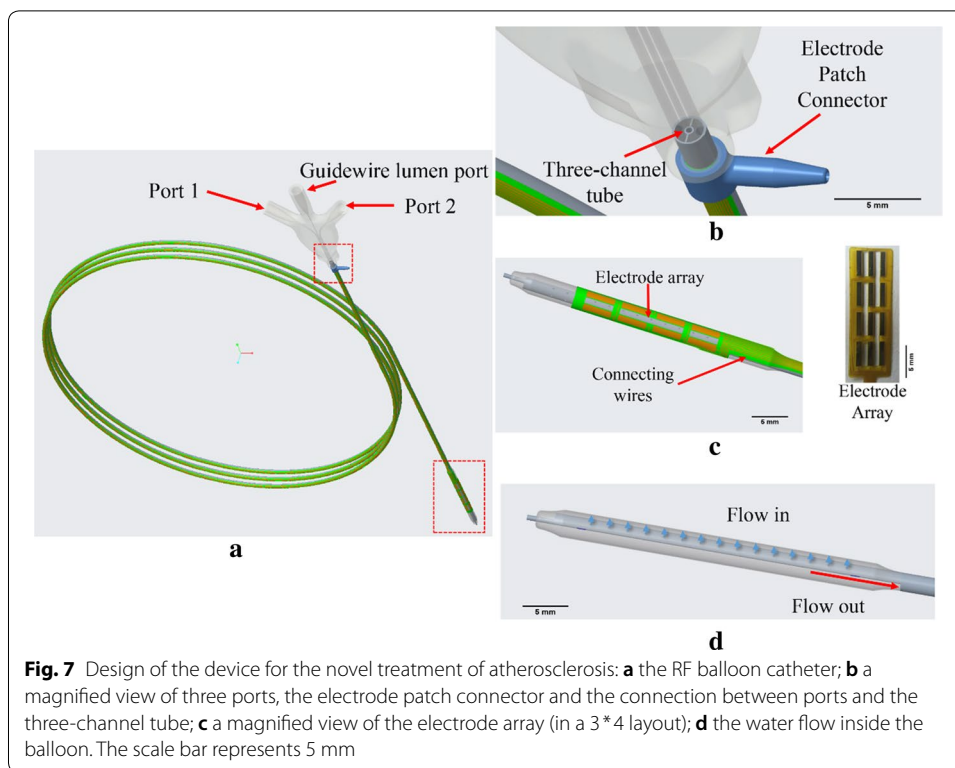 Port 1
Guidewire lumen port
Port 2
a
Electrode
Patch
Connector
Three-channel
tube
5 mm
b
Electrode array
Connecting
wires
5 mm
c
5 mm
Electrode
Array
Flow in
Flow out
5 mm
d
Fig. 7 Design of the device for the novel treatment of atherosclerosis: a the RF balloon catheter; b a
magnified view of three ports, the electrode patch connector and the connection between ports and the
three-channel tube; c a magnified view of the electrode array (in a 3*4 layout); d the water flow inside the
balloon. The scale bar represents 5 mm